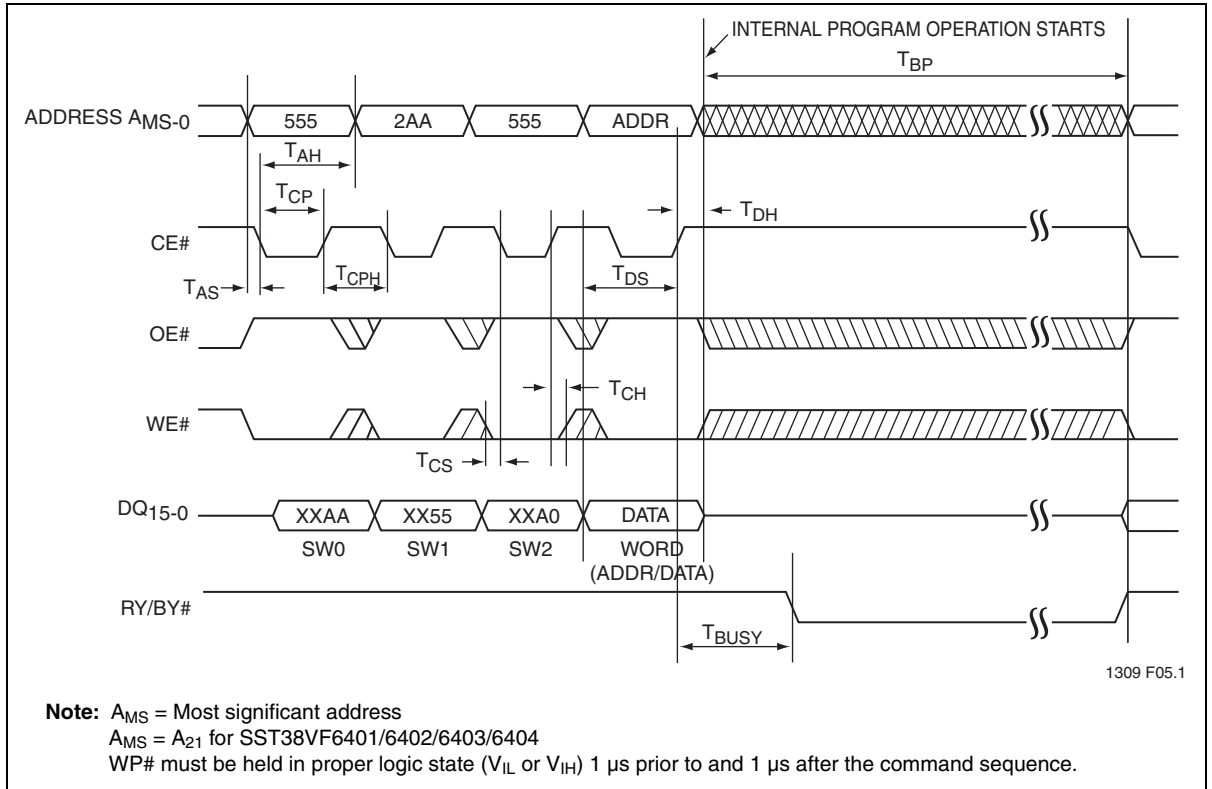 INTERNAL PROGRAM OPERATION STARTS
TBP
ADDRESS AMS-0
555
2AA
555
ADDR
TAH
TCP
TDH
CE#
TCPH
TDS
TAS
OE#
TCH
WE#
TCS
DQ15-0
XXAA
XX55
XXA0
DATA
SW0
SW1
SW2
WORD
(ADDR/DATA)
RY/BY#
TBUSY
1309 F05.1
Note: AMS = Most significant address
AMS = A21 for SST38VF6401/6402/6403/6404
WP# must be held in proper logic state (VIL or VIH) 1 µs prior to and 1 µs after the command sequence.